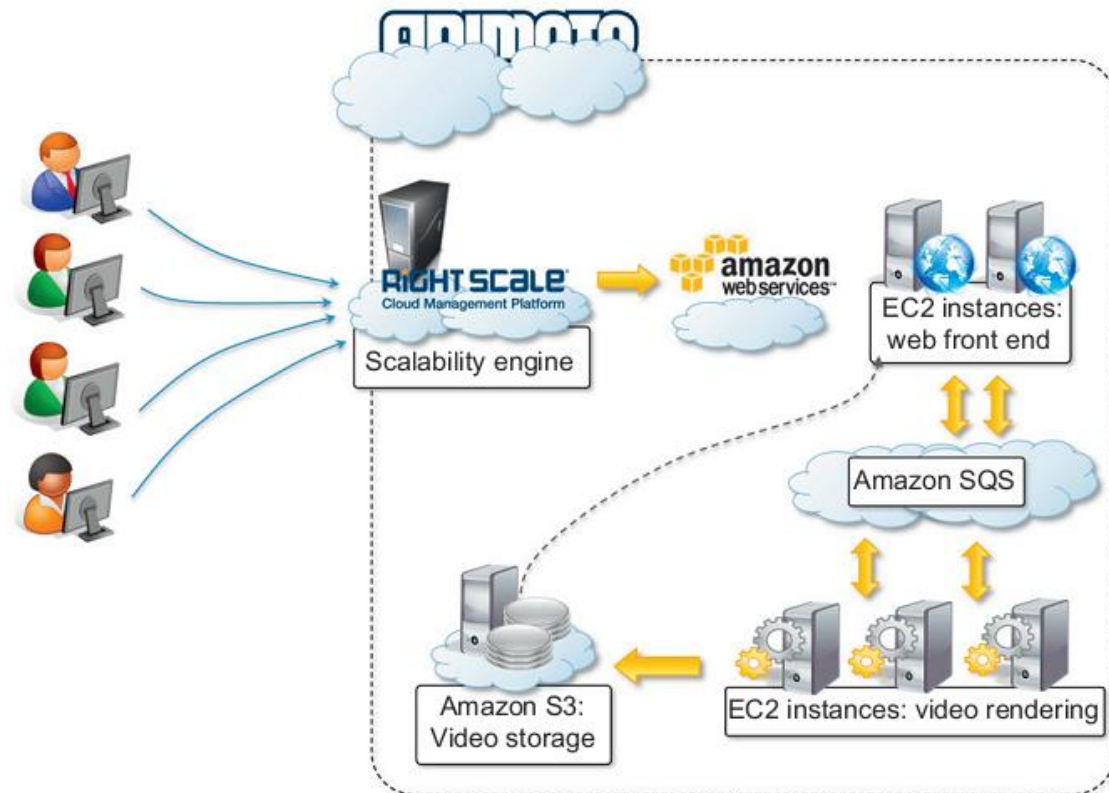 ANIMOTO
RIGHTSCALE®
Cloud Management Platform
Scalability engine
amazon
webservices™
EC2 instances:
web front end
Amazon SQS
Amazon S3:
Video storage
EC2 instances: video rendering